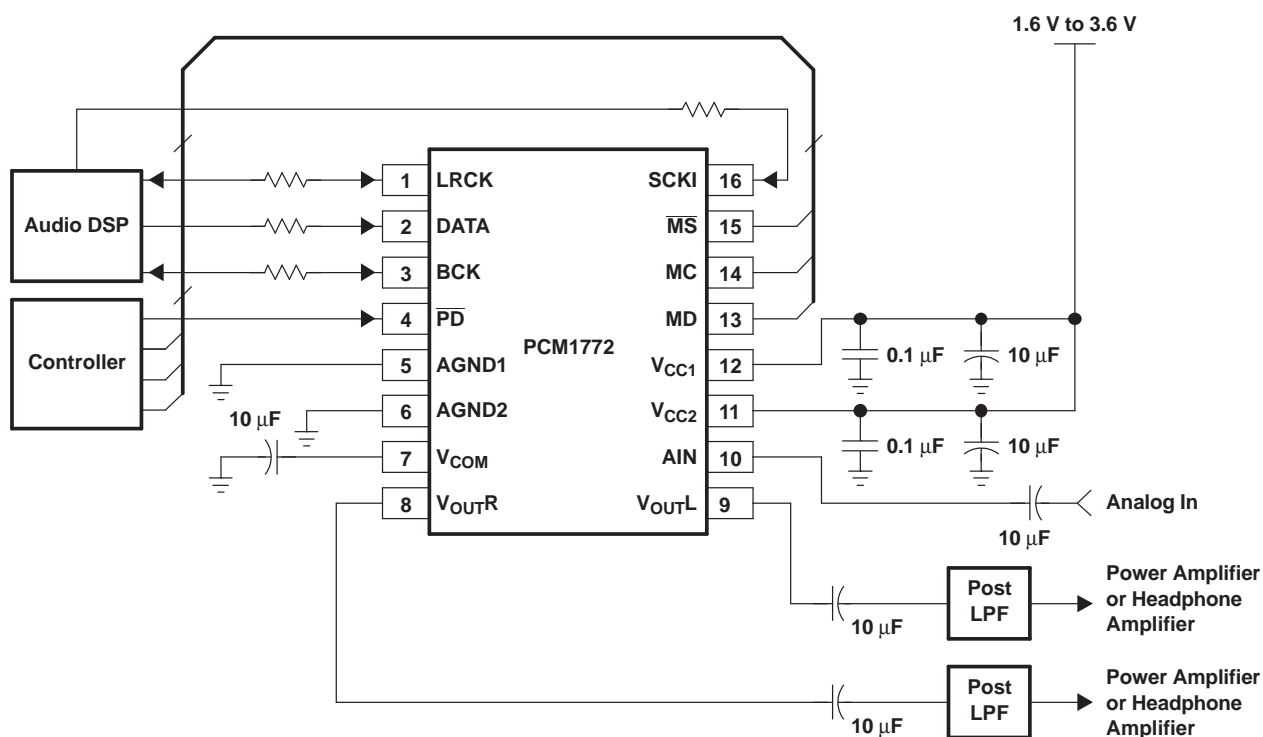 1.6 V to 3.6 V
Audio DSP
Controller
PCM1772
1 LRCK
2 DATA
3 BCK
4 P̅D̅
5 AGND1
6 AGND2
7 VCOM
8 VOUTR
SCKI 16
M̅S̅ 15
MC 14
MD 13
VCC1 12
VCC2 11
AIN 10
VOUTL 9
10 μF
0.1 μF
10 μF
0.1 μF
10 μF
10 μF
Analog In
10 μF
Post
LPF
Power Amplifier
or Headphone
Amplifier
10 μF
Post
LPF
Power Amplifier
or Headphone
Amplifier